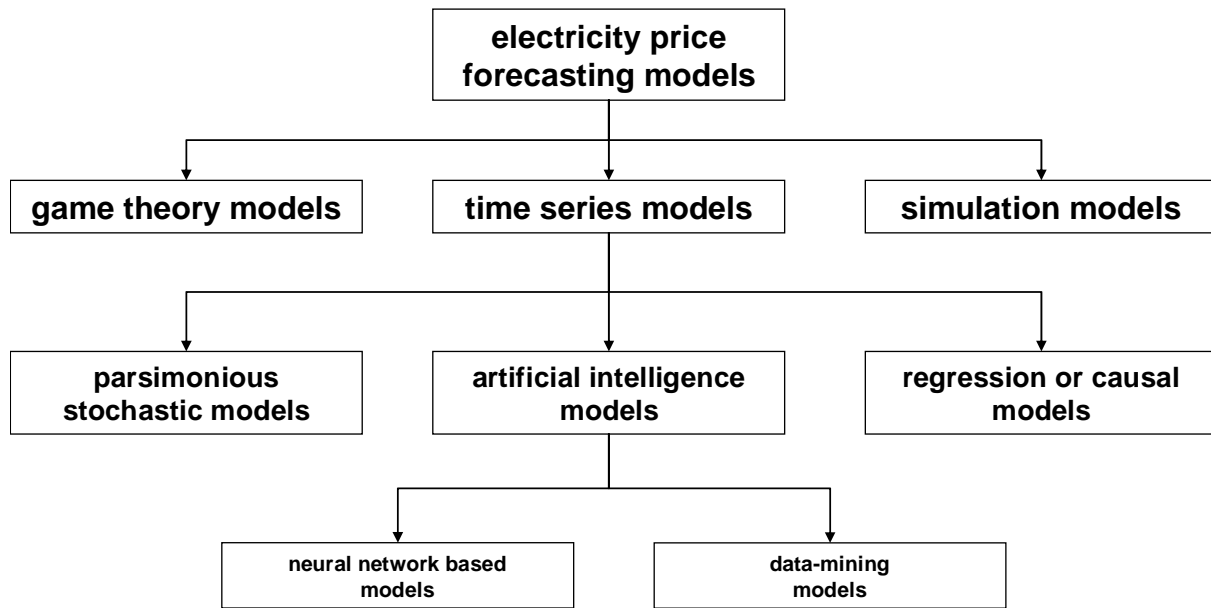 electricity price
forecasting models
game theory models
time series models
simulation models
parsimonious
stochastic models
artificial intelligence
models
regression or causal
models
neural network based
models
data-mining
models